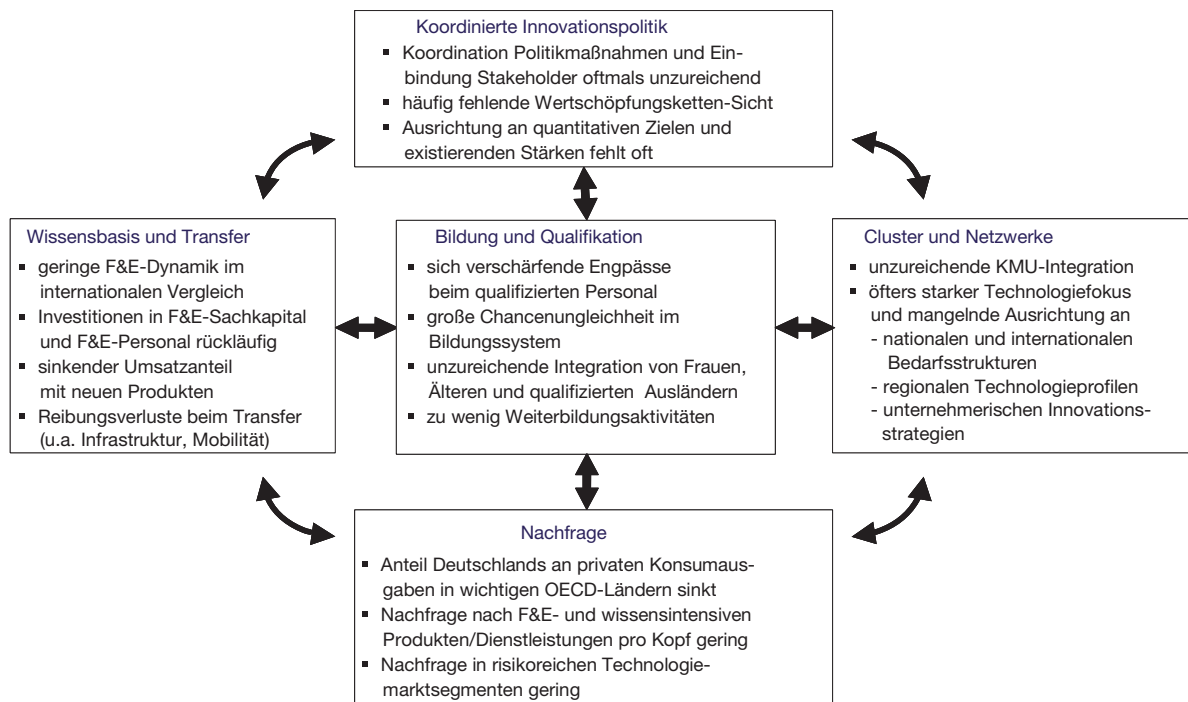 Koordinierte Innovationspolitik
▪ Koordination Politikmaßnahmen und Ein-
bindung Stakeholder oftmals unzureichend
▪ häufig fehlende Wertschöpfungsketten-Sicht
▪ Ausrichtung an quantitativen Zielen und
existierenden Stärken fehlt oft
Wissensbasis und Transfer
▪ geringe F&E-Dynamik im
internationalen Vergleich
▪ Investitionen in F&E-Sachkapital
und F&E-Personal rückläufig
▪ sinkender Umsatzanteil
mit neuen Produkten
▪ Reibungsverluste beim Transfer
(u.a. Infrastruktur, Mobilität)
Bildung und Qualifikation
▪ sich verschärfende Engpässe
beim qualifizierten Personal
▪ große Chancenungleichheit im
Bildungssystem
▪ unzureichende Integration von Frauen,
Älteren und qualifizierten Ausländern
▪ zu wenig Weiterbildungsaktivitäten
Cluster und Netzwerke
▪ unzureichende KMU-Integration
▪ öfters starker Technologiefokus
und mangelnde Ausrichtung an
- nationalen und internationalen
Bedarfsstrukturen
- regionalen Technologieprofilen
- unternehmerischen Innovations-
strategien
Nachfrage
▪ Anteil Deutschlands an privaten Konsumaus-
gaben in wichtigen OECD-Ländern sinkt
▪ Nachfrage nach F&E- und wissensintensiven
Produkten/Dienstleistungen pro Kopf gering
▪ Nachfrage in risikoreichen Technologie-
marktsegmenten gering